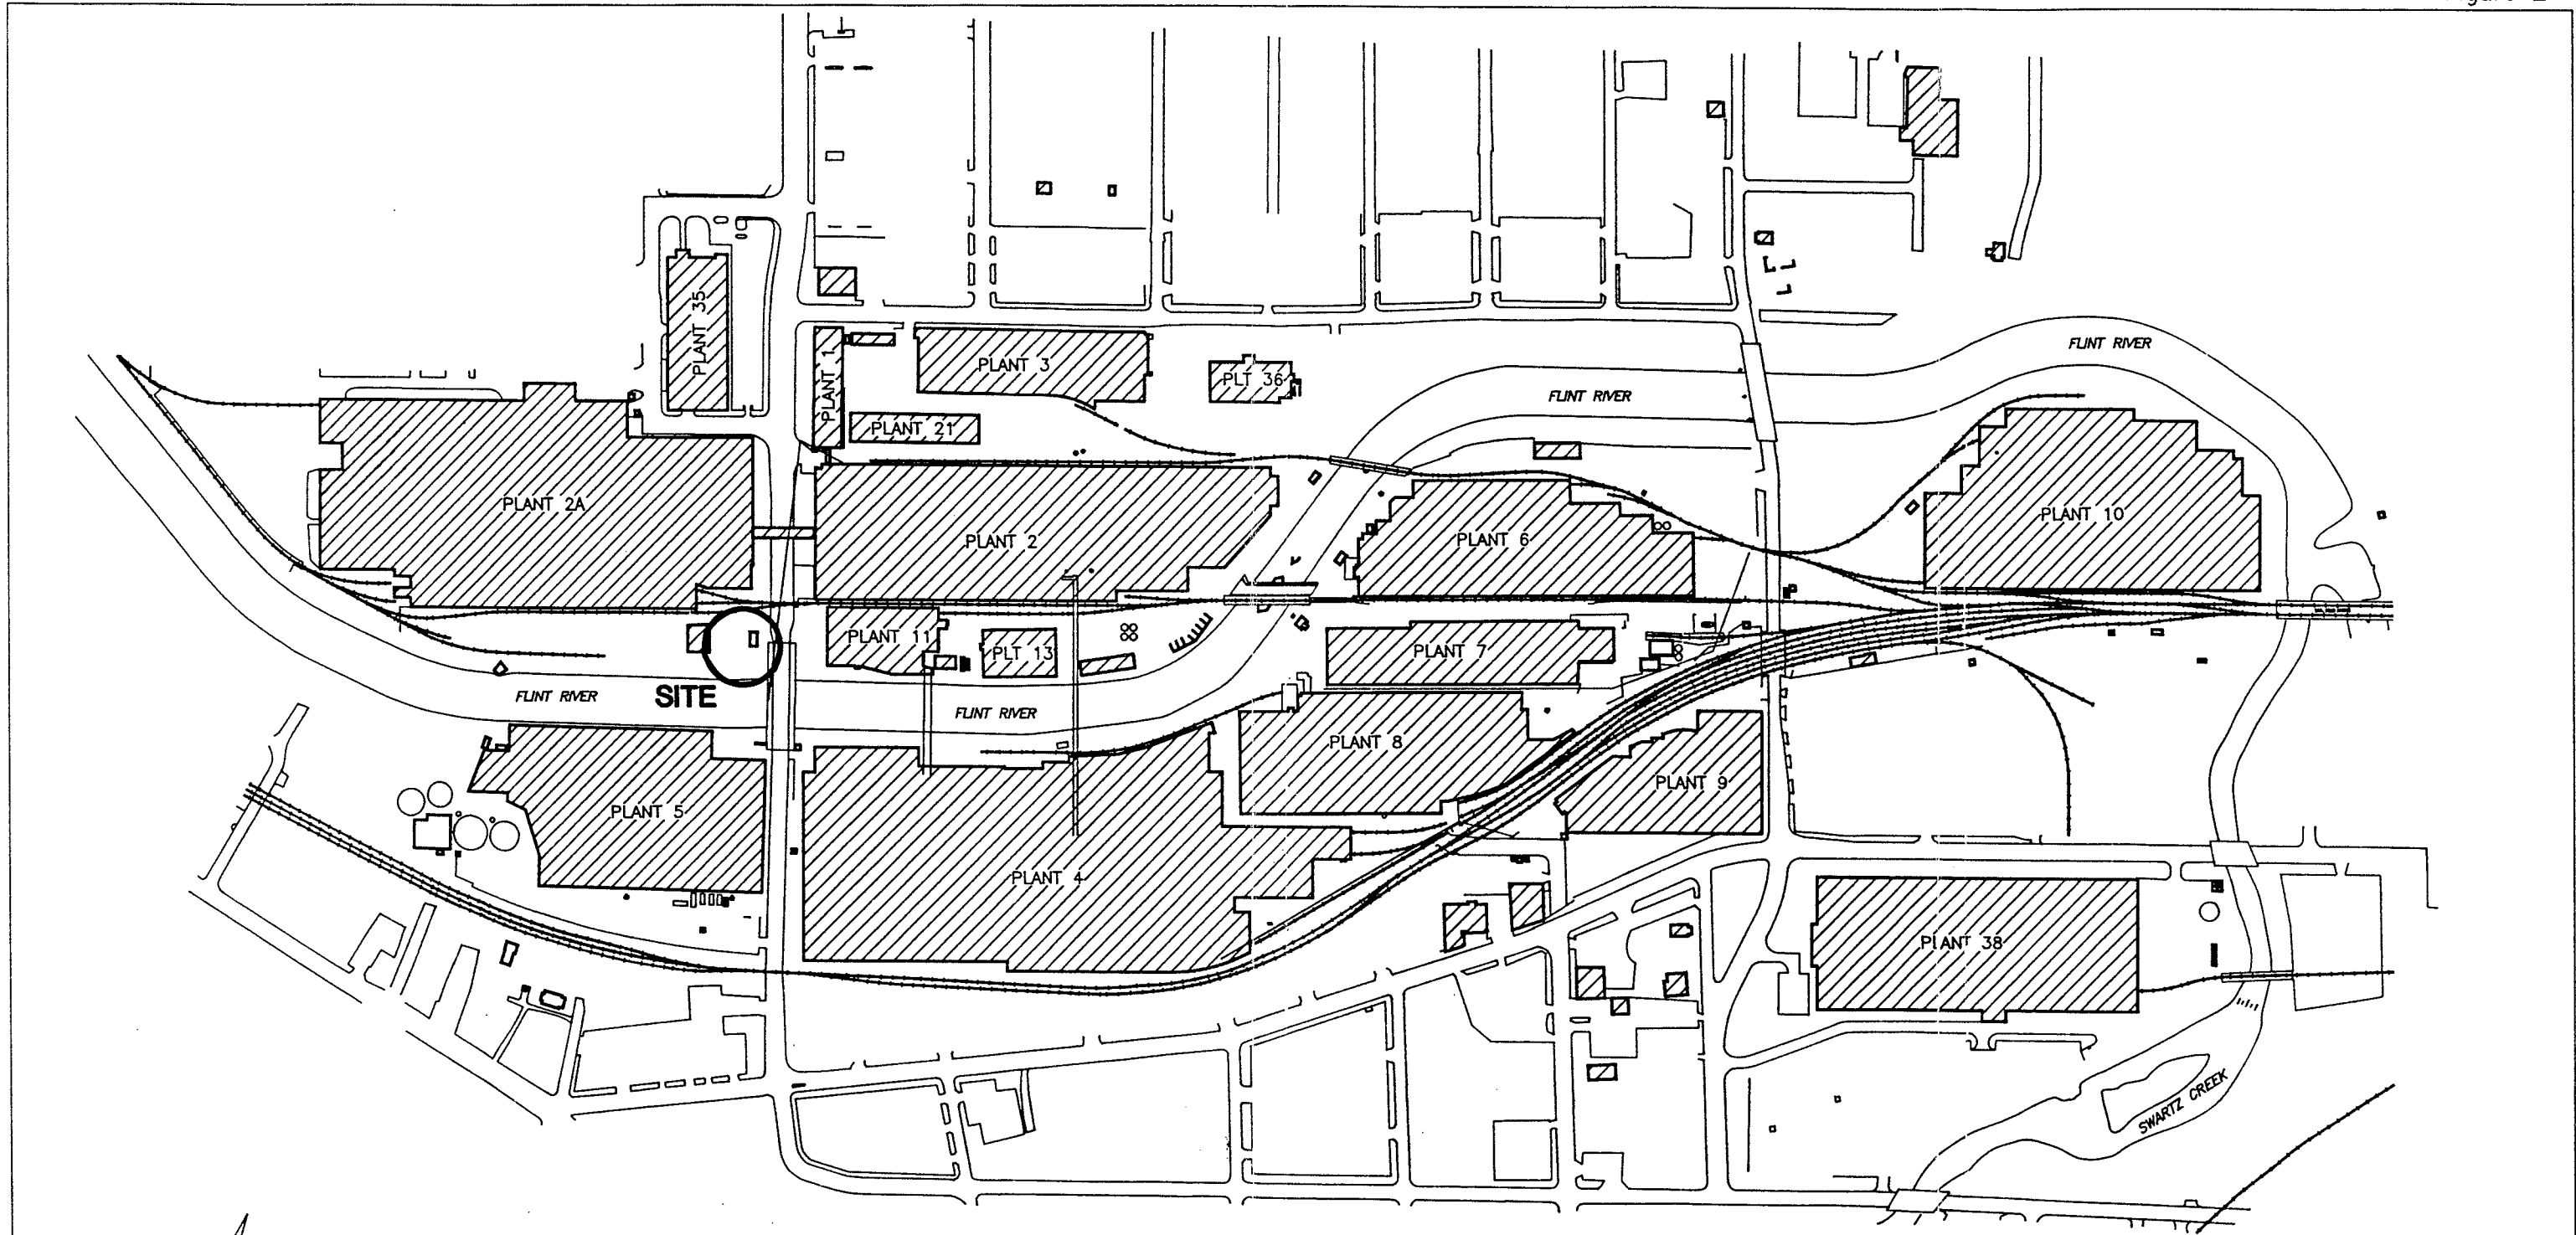 FLINT RIVER
PLANT 35
PLANT 1
PLANT 3
PLT 36
FLINT RIVER
PLANT 21
PLANT 2A
PLANT 2
PLANT 6
PLANT 10
PLANT 11
PLT 13
PLANT 7
SITE
FLINT RIVER
FLINT RIVER
PLANT 8
PLANT 9
PLANT 5
PLANT 4
PLANT 38
SWARTZ CREEK